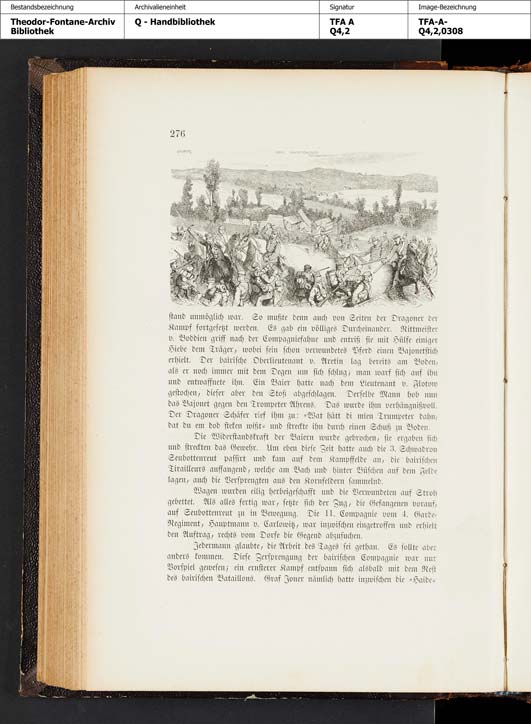 Bestandsbezeichnung Archivalieneinheit Signatur Image-Bezeichnung
Theodor-Fontane-Archiv Bibliothek Q - Handbibliothek TFA A Q4,2 TFA-A-Q4,2,0308
276
ſtand unmöglich war. So mußte denn auch von Seiten der Dragoner der
Kampf fortgeſetzt werden. Es gab ein völliges Durcheinander. Rittmeiſter
v. Boddien griff nach der Compagniefahne und entriß ſie mit Hülfe einiger
Hiebe dem Träger, wobei ſein ſchon verwundetes Pferd einen Bajonetſtich
erhielt. Der bairiſche Oberlieutenant v. Aretin lag bereits am Boden,
als er noch immer mit dem Degen um ſich ſchlug; man warf ſich auf ihn
und entwaffnete ihn. Ein Baier hatte nach dem Lieutenant v. Flotow
geſtochen; dieſer aber den Stoß abgeſchlagen. Derſelbe Mann hob nun
das Bajonet gegen den Trompeter Ahrens. Das wurde ihm verhängnißvoll.
Der Dragoner Schäfer rief ihm zu: »Wat hätt di mien Trumpeter dahn,
dat du em dod ſteken wißt« und ſtreckte ihn durch einen Schuß zu Boden.
Die Widerſtandskraft der Baiern wurde gebrochen, ſie ergaben ſich
und ſtreckten das Gewehr. Um eben dieſe Zeit hatte auch die 3. Schwadron
Seubottenreut paſſirt und kam auf dem Kampffelde an, die bairiſchen
Tirailleurs auffangend, welche am Bach und hinter Büſchen auf dem Felde
lagen, auch die Verſprengten aus den Kornfeldern ſammelnd.
Wagen wurden eilig herbeigeſchafft und die Verwundeten auf Stroh
gebettet. Als alles fertig war, ſetzte ſich der Zug, die Gefangenen vorauf,
auf Seubottenreut zu in Bewegung. Die 11. Compagnie vom 4. Garde-
Regiment, Hauptmann v. Carlowitz, war inzwiſchen eingetroffen und erhielt
den Auftrag, rechts vom Dorfe die Gegend abzuſuchen.
Jedermann glaubte, die Arbeit des Tages ſei gethan. Es ſollte aber
anders kommen. Dieſe Zerſprengung der bairiſchen Compagnie war nur
Vorſpiel geweſen; ein ernſterer Kampf entſpann ſich alsbald mit dem Reſt
des bairiſchen Bataillons. Graf Joner nämlich hatte inzwiſchen die »Haide-